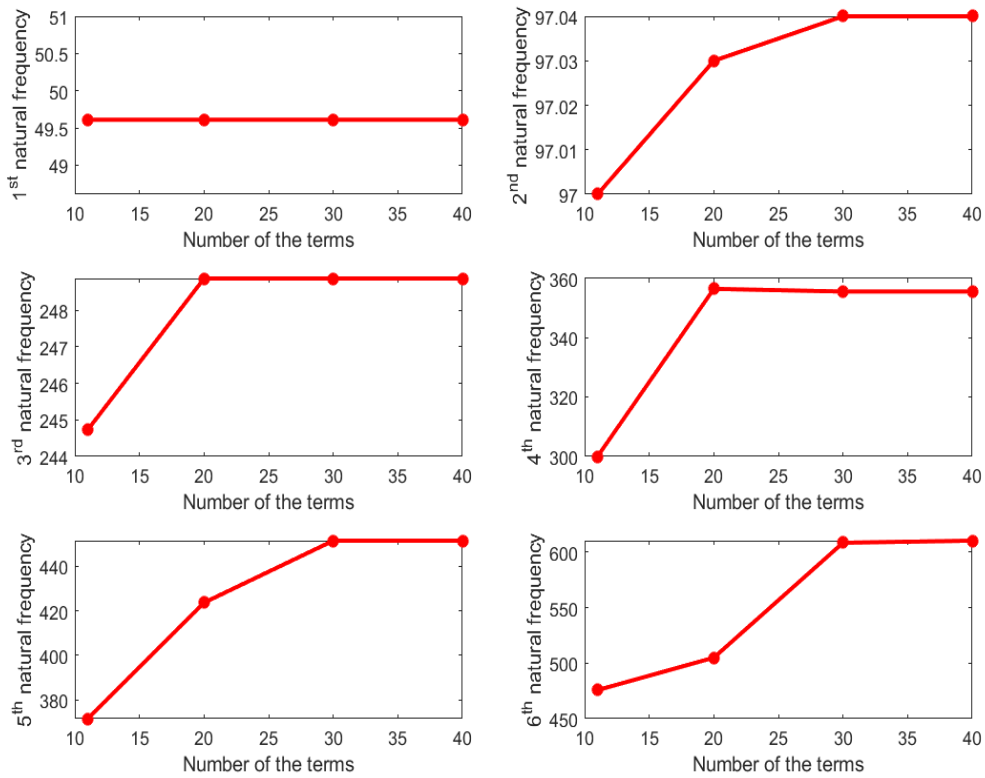 1st natural frequency
51
50.5
50
49.5
49
10 15 20 25 30 35 40
Number of the terms
2nd natural frequency
97.04
97.03
97.02
97.01
97
10 15 20 25 30 35 40
Number of the terms
3rd natural frequency
248
247
246
245
244
10 15 20 25 30 35 40
Number of the terms
4th natural frequency
360
340
320
300
10 15 20 25 30 35 40
Number of the terms
5th natural frequency
440
420
400
380
10 15 20 25 30 35 40
Number of the terms
6th natural frequency
600
550
500
450
10 15 20 25 30 35 40
Number of the terms